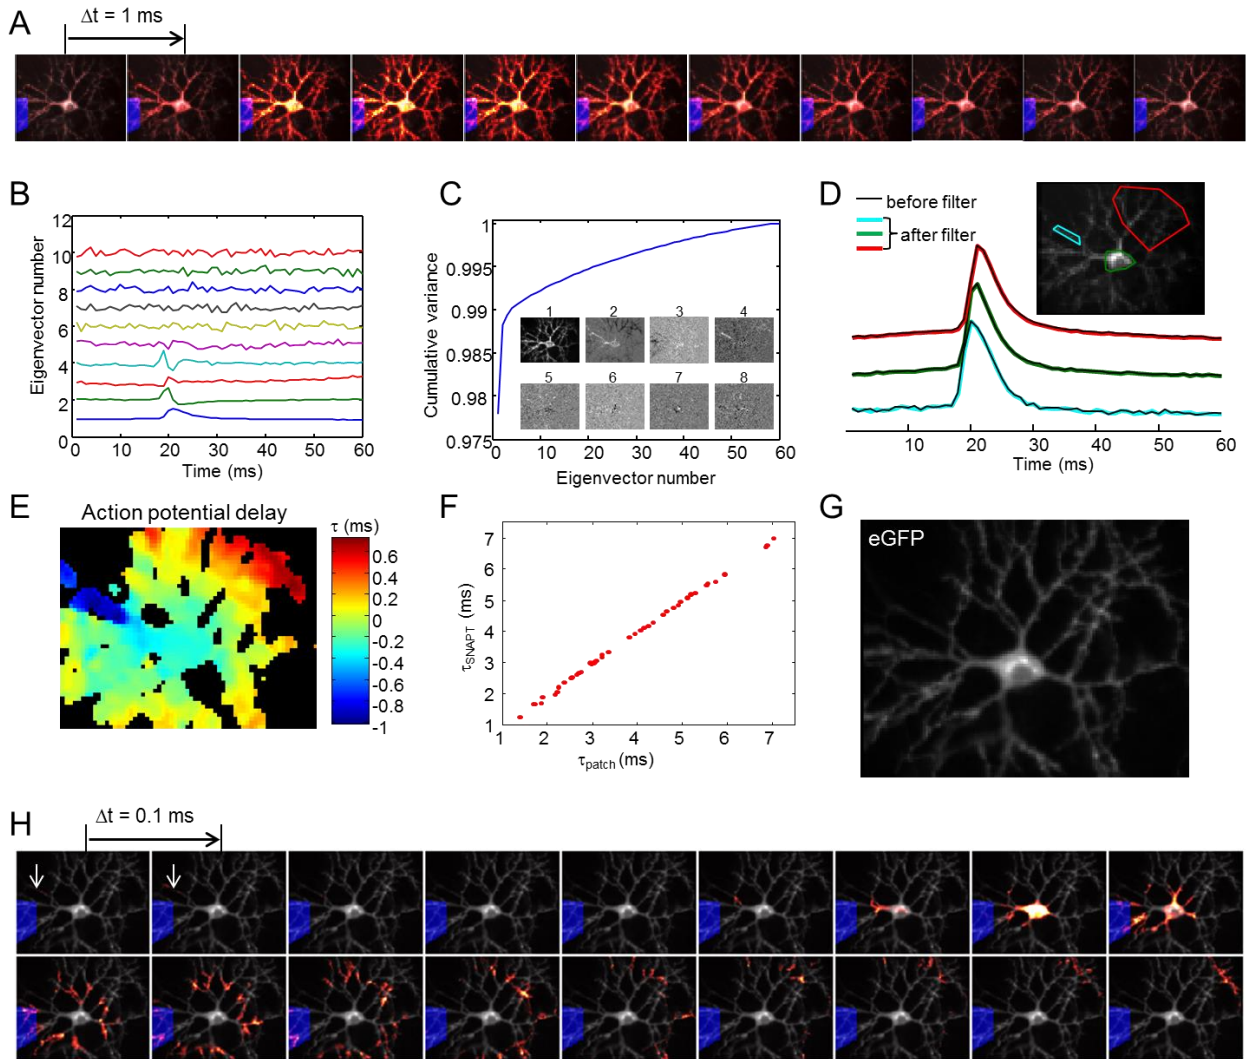 A
Δt = 1 ms
B
Eigenvector number
12
10
8
6
4
2
0
0 10 20 30 40 50 60
Time (ms)
C
Cumulative variance
1
0.995
0.99
0.985
0.98
0.975
1 2 3 4
5 6 7 8
0 10 20 30 40 50 60
Eigenvector number
D
before filter
after filter
10 20 30 40 50 60
Time (ms)
E
Action potential delay
τ (ms)
0.6
0.4
0.2
0
-0.2
-0.4
-0.6
-0.8
-1
F
τSNAPT (ms)
7
6
5
4
3
2
1
1 2 3 4 5 6 7
τpatch (ms)
G
eGFP
H
Δt = 0.1 ms